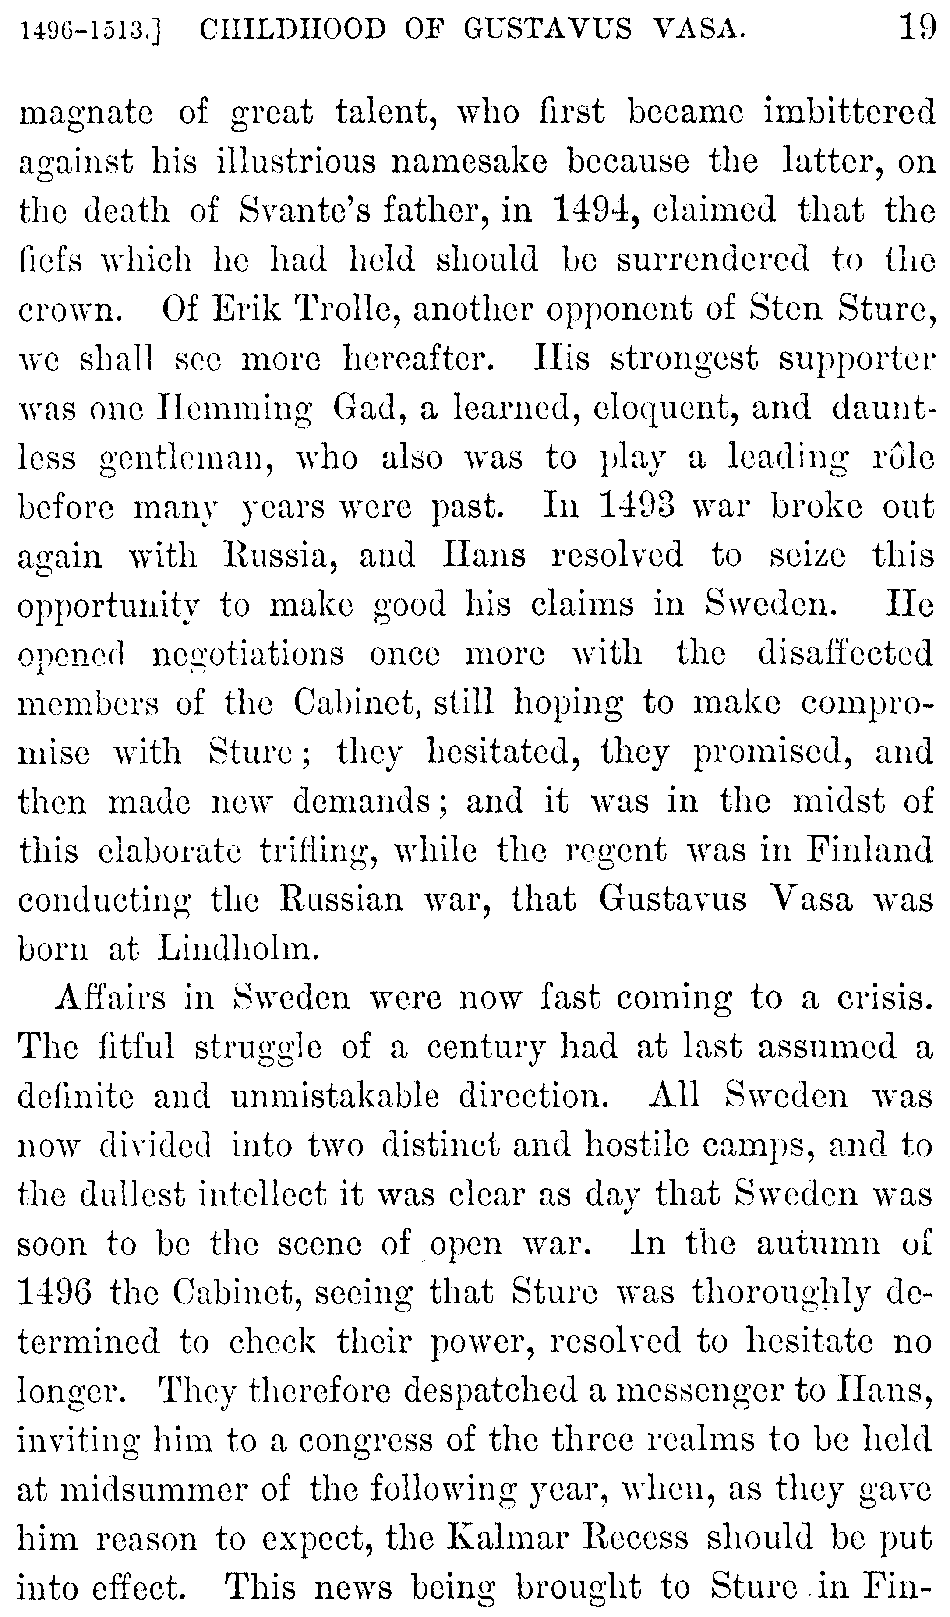 1496-1513.] CHILDHOOD OF GUSTAVUS VASA. 19
magnate of great talent, who first became imbittered
against his illustrious namesake because the latter, on
the death of Svante's father, in 1494, claimed that the
fiefs which he had held should be surrendered to the
crown. Of Erik Trolle, another opponent of Sten Sture,
we shall see more hereafter. His strongest supporter
was one Hemming Gad, a learned, eloquent, and daunt-
less gentleman, who also was to play a leading rôle
before many years were past. In 1493 war broke out
again with Russia, and Hans resolved to seize this
opportunity to make good his claims in Sweden. He
opened negotiations once more with the disaffected
members of the Cabinet, still hoping to make compro-
mise with Sture; they hesitated, they promised, and
then made new demands; and it was in the midst of
this elaborate trifling, while the regent was in Finland
conducting the Russian war, that Gustavus Vasa was
born at Lindholm.
Affairs in Sweden were now fast coming to a crisis.
The fitful struggle of a century had at last assumed a
definite and unmistakable direction. All Sweden was
now divided into two distinct and hostile camps, and to
the dullest intellect it was clear as day that Sweden was
soon to be the scene of open war. In the autumn of
1496 the Cabinet, seeing that Sture was thoroughly de-
termined to check their power, resolved to hesitate no
longer. They therefore despatched a messenger to Hans,
inviting him to a congress of the three realms to be held
at midsummer of the following year, when, as they gave
him reason to expect, the Kalmar Recess should be put
into effect. This news being brought to Sture in Fin-